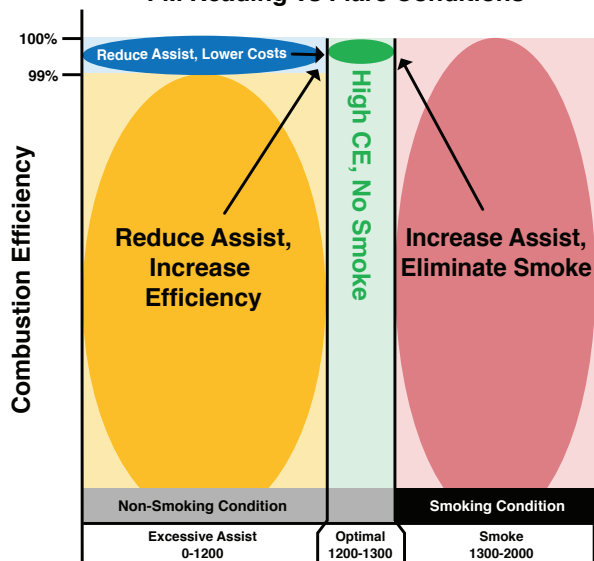 100%
99%
Combustion Efficiency
Reduce Assist, Lower Costs
High CE, No Smoke
Reduce Assist,
Increase
Efficiency
Increase Assist,
Eliminate Smoke
Non-Smoking Condition
Smoking Condition
Excessive Assist
0-1200
Optimal
1200-1300
Smoke
1300-2000